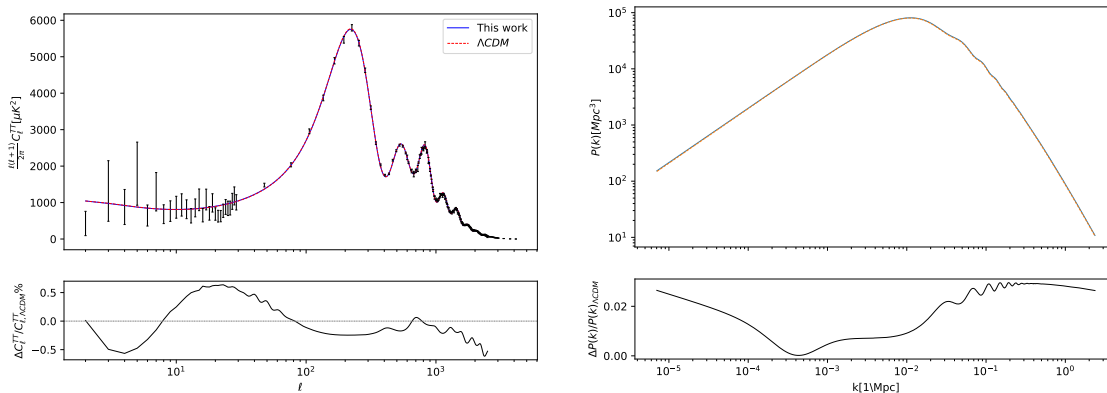 6000
5000
4000
3000
2000
1000
0
ℓ(ℓ+1)/2π C_ℓ^{TT} [μK²]
This work
ΛCDM
0.5
0.0
−0.5
ΔC_ℓ^{TT}/C_{ℓ,ΛCDM}^{TT}%
10¹ 10² 10³
ℓ
10⁵
10⁴
10³
10²
10¹
P(k)[Mpc³]
0.02
0.00
ΔP(k)/P(k)_{ΛCDM}
10⁻⁵ 10⁻⁴ 10⁻³ 10⁻² 10⁻¹ 10⁰
k[1\Mpc]